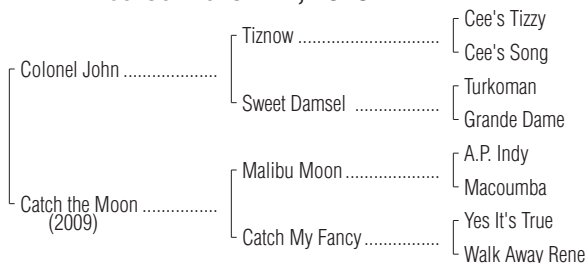 Colonel John ....................
Tiznow ..............................
Cee's Tizzy
Cee's Song
Sweet Damsel ..................
Turkoman
Grande Dame
Catch the Moon ................
(2009)
Malibu Moon ....................
A.P. Indy
Macoumba
Catch My Fancy ................
Yes It's True
Walk Away Rene